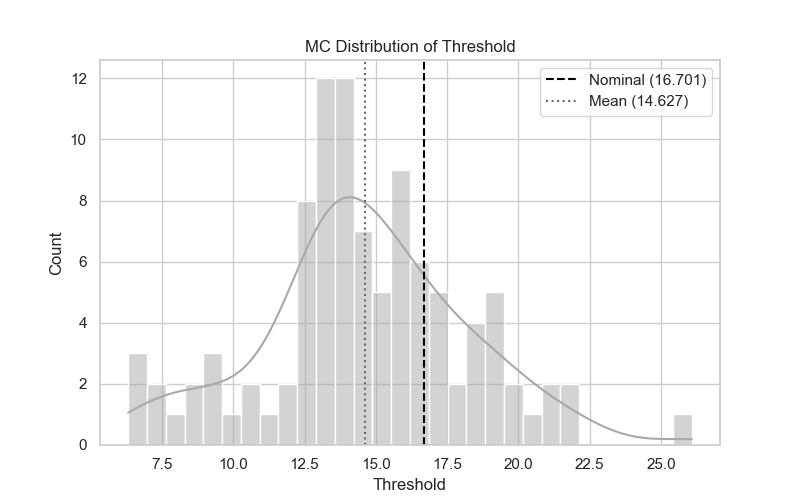 MC Distribution of Threshold
Nominal (16.701)
Mean (14.627)
12
10
8
6
4
2
0
Count
7.5 10.0 12.5 15.0 17.5 20.0 22.5 25.0
Threshold